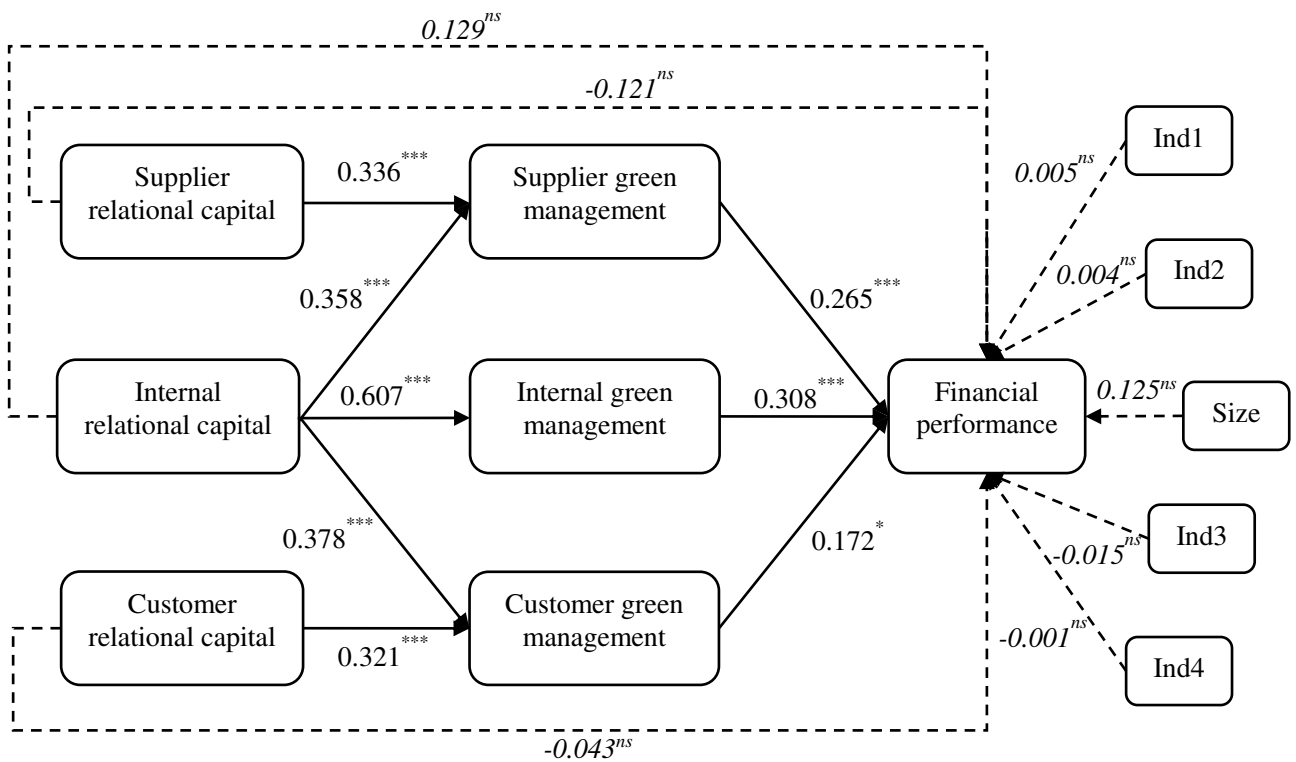 0.129ns
-0.121ns
Supplier
relational capital
0.336***
Supplier green
management
Ind1
0.005ns
Ind2
0.004ns
0.358***
0.265***
Internal
relational capital
0.607***
Internal green
management
0.308***
Financial
performance
0.125ns
Size
0.378***
0.172*
Ind3
-0.015ns
Customer
relational capital
0.321***
Customer green
management
-0.001ns
Ind4
-0.043ns